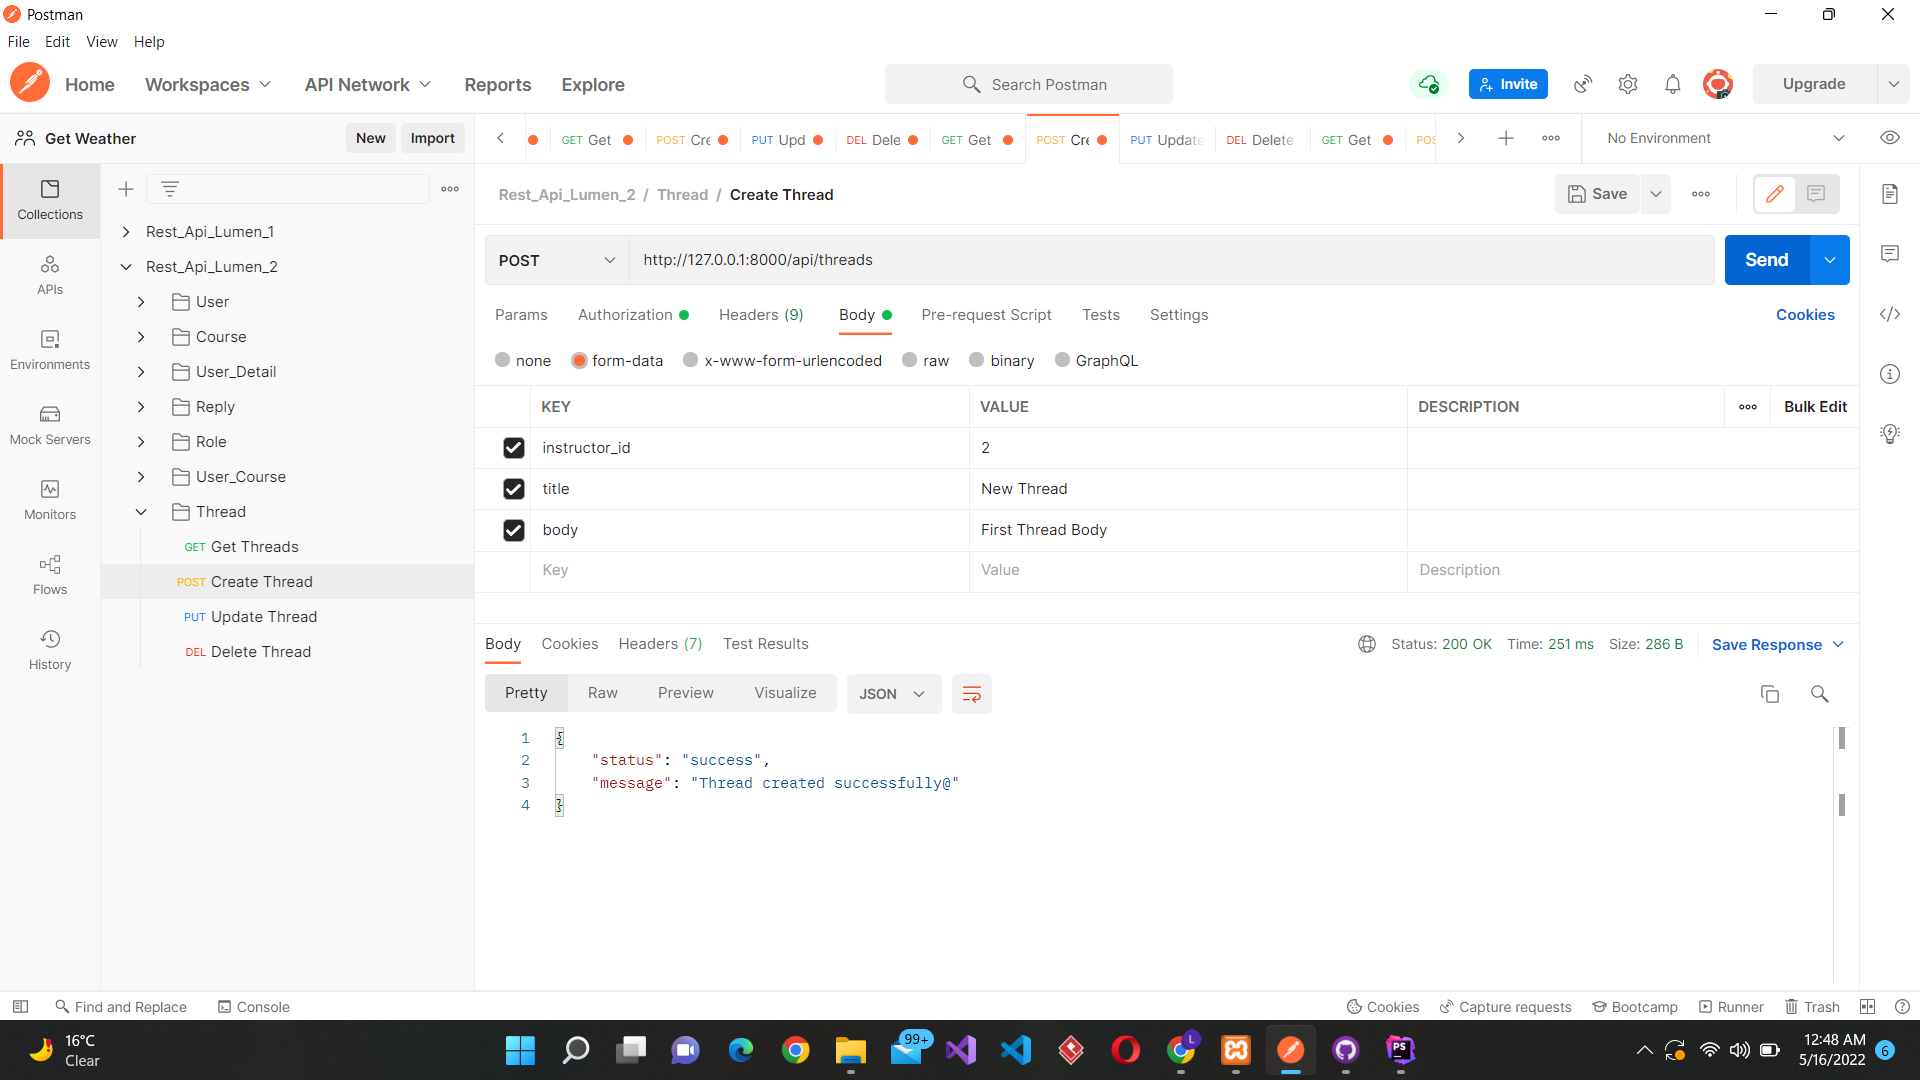 Postman
File Edit View Help
Home Workspaces API Network Reports Explore Search Postman Invite Upgrade
Get Weather New Import
GET Get POST Cre PUT Upd DEL Dele GET Get POST Cre PUT Update DEL Delete GET Get POS No Environment
Collections
APIs
Environments
Mock Servers
Monitors
Flows
History
Rest_Api_Lumen_1
Rest_Api_Lumen_2
User
Course
User_Detail
Reply
Role
User_Course
Thread
GET Get Threads
POST Create Thread
PUT Update Thread
DEL Delete Thread
Rest_Api_Lumen_2 / Thread / Create Thread Save
POST http://127.0.0.1:8000/api/threads Send
Params Authorization Headers (9) Body Pre-request Script Tests Settings Cookies
none form-data x-www-form-urlencoded raw binary GraphQL
KEY VALUE DESCRIPTION Bulk Edit
instructor_id 2
title New Thread
body First Thread Body
Key Value Description
Body Cookies Headers (7) Test Results Status: 200 OK Time: 251 ms Size: 286 B Save Response
Pretty Raw Preview Visualize JSON
1 {
2 "status": "success",
3 "message": "Thread created successfully@"
4 }
Find and Replace Console Cookies Capture requests Bootcamp Runner Trash
16°C
Clear
99+
L
PS
12:48 AM
5/16/2022 6